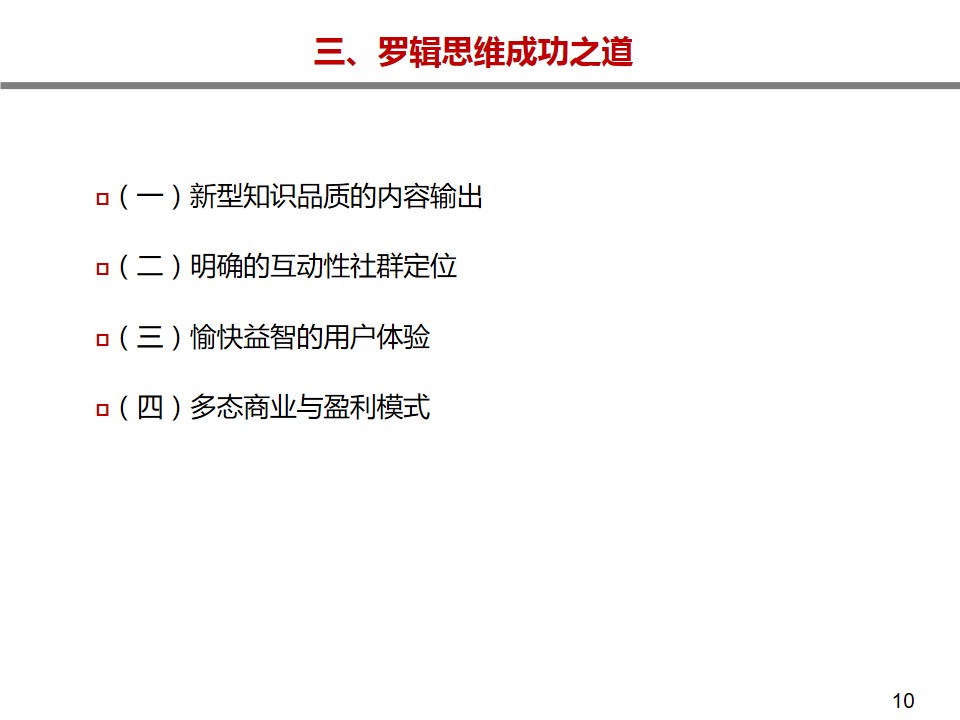 三、罗辑思维成功之道
（一）新型知识品质的内容输出
（二）明确的互动性社群定位
（三）愉快益智的用户体验
（四）多态商业与盈利模式
10